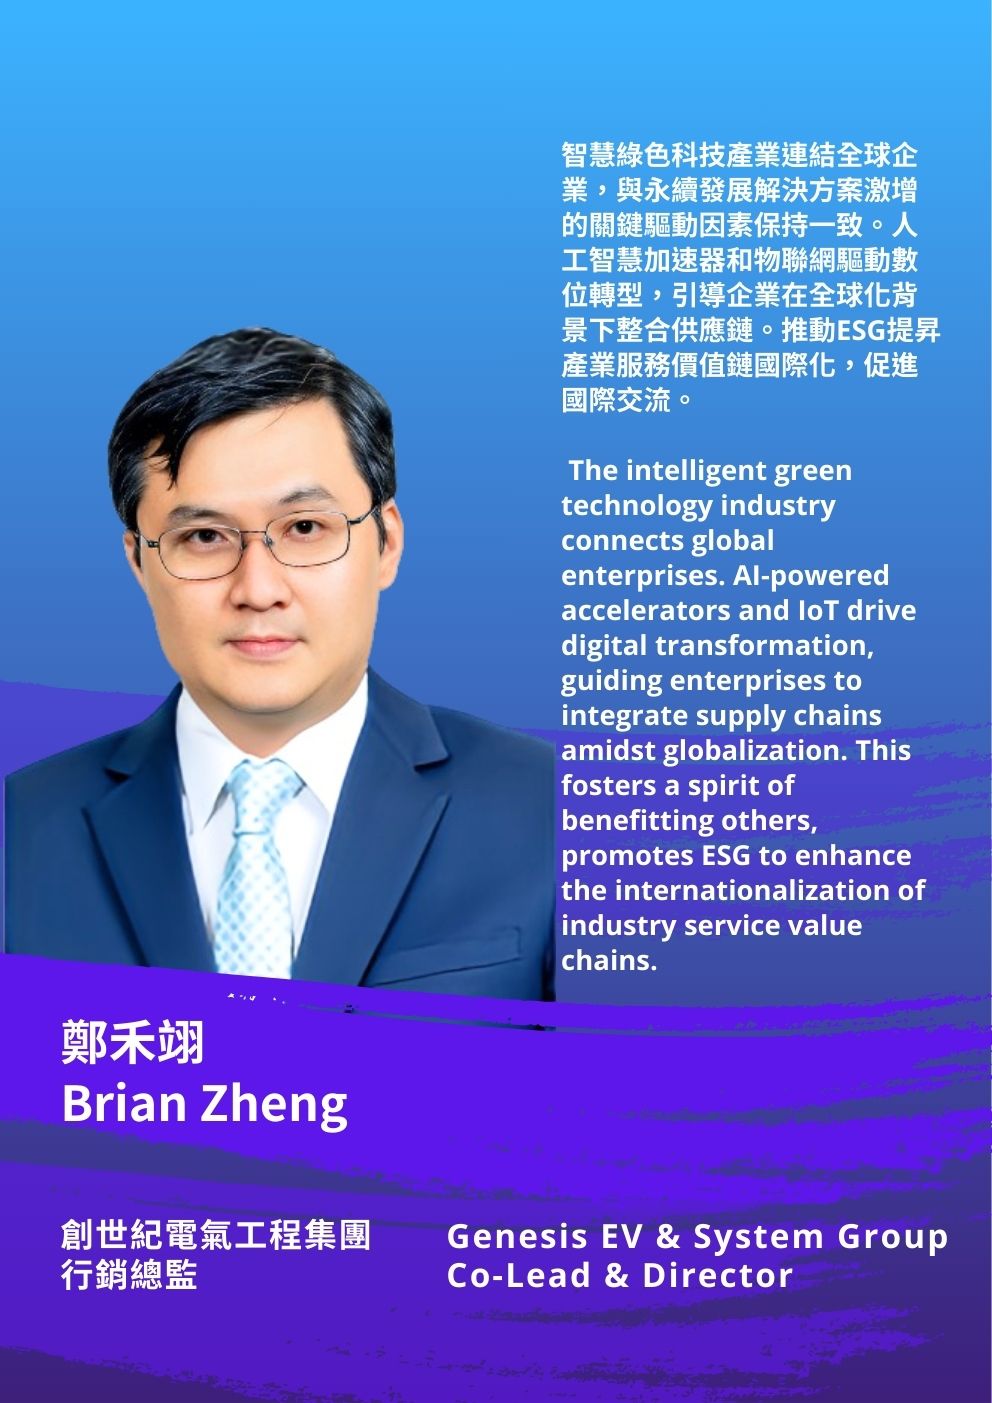 智慧綠色科技產業連結全球企
業，與永續發展解決方案激增
的關鍵驅動因素保持一致。人
工智慧加速器和物聯網驅動數
位轉型，引導企業在全球化背
景下整合供應鏈。推動ESG提昇
產業服務價值鏈國際化，促進
國際交流。
The intelligent green
technology industry
connects global
enterprises. AI-powered
accelerators and IoT drive
digital transformation,
guiding enterprises to
integrate supply chains
amidst globalization. This
fosters a spirit of
benefitting others,
promotes ESG to enhance
the internationalization of
industry service value
chains.
鄭禾翊
Brian Zheng
創世紀電氣工程集團
行銷總監
Genesis EV & System Group
Co-Lead & Director